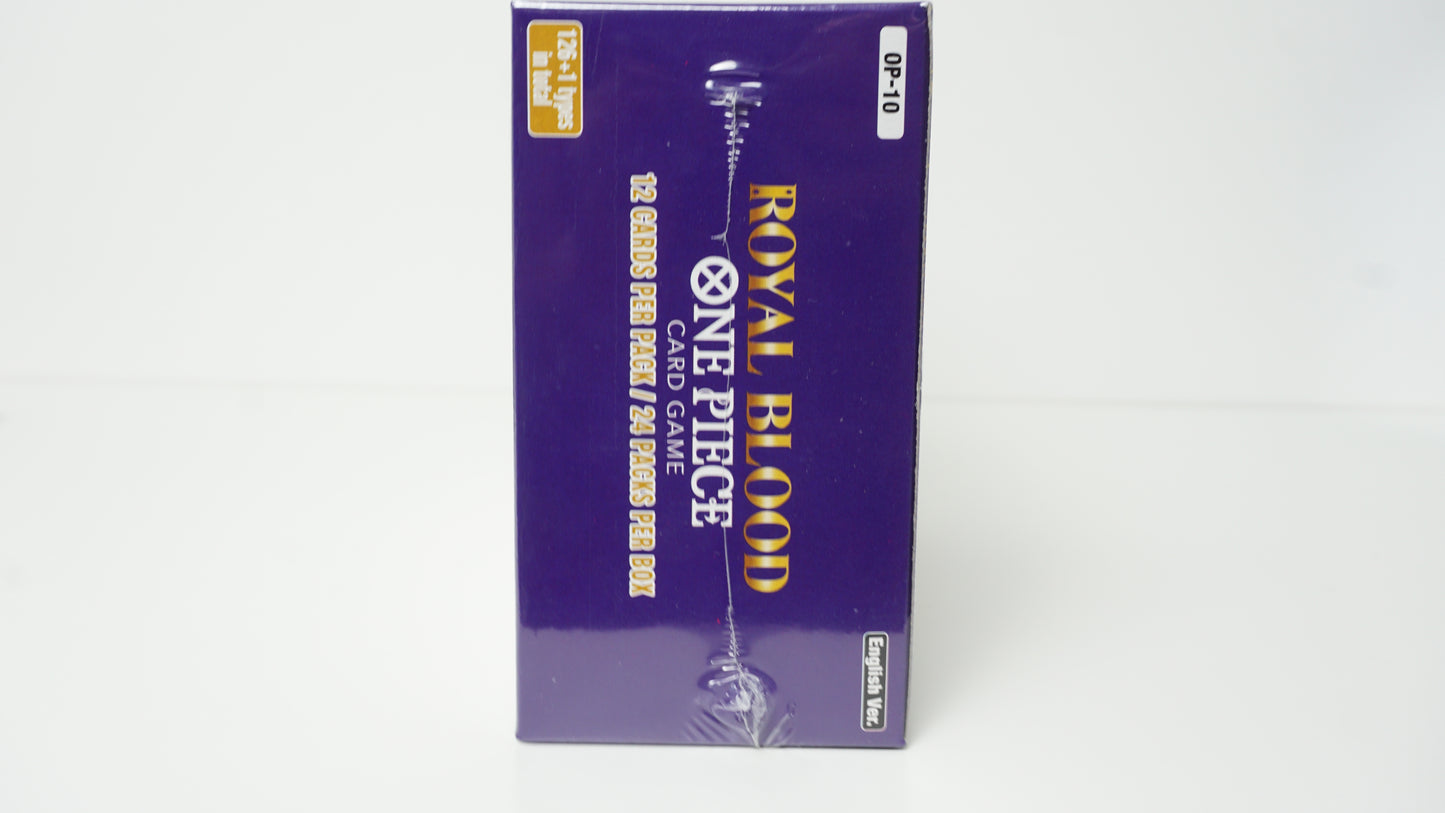 OP-10
ROYAL BLOOD
ONE PIECE
CARD GAME
12 CARDS PER PACK / 24 PACKS PER BOX
126+1 types
in total
English Ver.